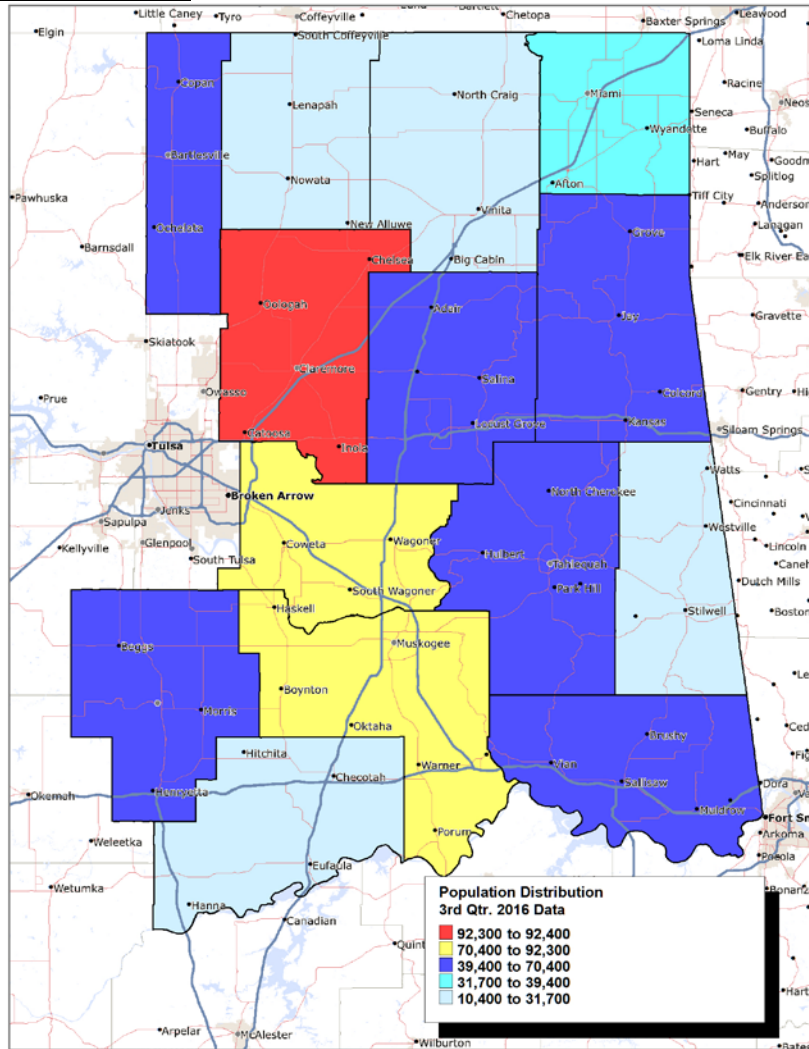 Little Caney
Tyro
Coffeyville
Chetopa
Baxter Springs
Leawood
Elgin
South Coffeyville
Loma Linda
Copan
Lenapah
North Craig
Miami
Racine
Seneca
Wyandotte
Buffalo
Bartlesville
Hart
May
Splitlog
Pawhuska
Nowata
Afton
Tiff City
Anderson
Vinita
Ochelata
New Alluwe
Lanagan
Grove
Barnsdall
Chelsea
Big Cabin
Oologah
Adair
Jay
Gravette
Skiatook
Claremore
Salina
Prue
Owasso
Colcord
Gentry
Catoosa
Inola
Locust Grove
Kansas
Siloam Springs
Tulsa
Watts
Broken Arrow
North Cherokee
Cincinnati
Sapulpa
Jenks
Westville
Kellyville
Glenpool
Coweta
Wagoner
Hulbert
Tahlequah
Lincoln
South Tulsa
Park Hill
Dutch Mills
South Wagoner
Haskell
Stilwell
Boston
Beggs
Muskogee
Boynton
Morris
Oktaha
Brushy
Hitchita
Warner
Vian
Checotah
Sallisaw
Dora
Okemah
Henryetta
Muldrow
Arkoma
Weleetka
Porum
Pocola
Eufaula
Wetumka
Hanna
Canadian
Population Distribution
3rd Qtr. 2016 Data
92,300 to 92,400
70,400 to 92,300
39,400 to 70,400
31,700 to 39,400
10,400 to 31,700
Arpelar
McAlester
Wilburton